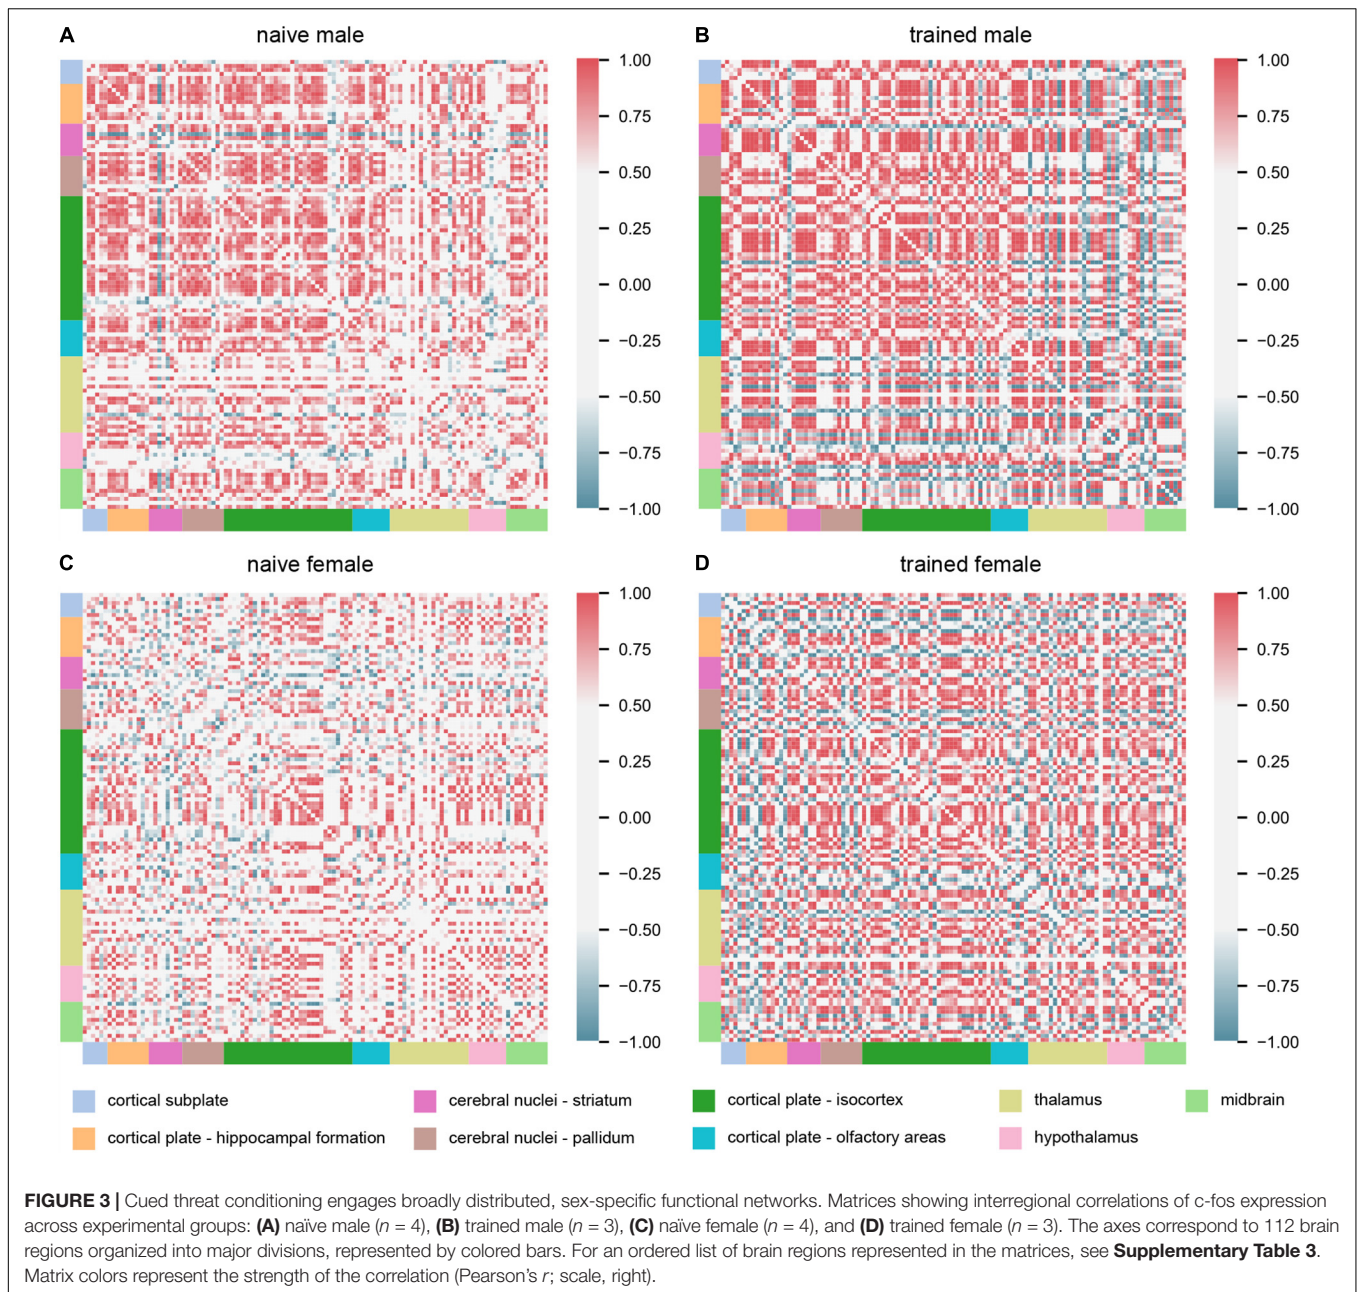 A
naive male
B
trained male
1.00
0.75
0.50
0.25
0.00
−0.25
−0.50
−0.75
−1.00
1.00
0.75
0.50
0.25
0.00
−0.25
−0.50
−0.75
−1.00
C
naive female
D
trained female
1.00
0.75
0.50
0.25
0.00
−0.25
−0.50
−0.75
−1.00
1.00
0.75
0.50
0.25
0.00
−0.25
−0.50
−0.75
−1.00
cortical subplate
cerebral nuclei - striatum
cortical plate - isocortex
thalamus
midbrain
cortical plate - hippocampal formation
cerebral nuclei - pallidum
cortical plate - olfactory areas
hypothalamus
FIGURE 3 | Cued threat conditioning engages broadly distributed, sex-specific functional networks. Matrices showing interregional correlations of c-fos expression
across experimental groups: (A) naïve male (n = 4), (B) trained male (n = 3), (C) naïve female (n = 4), and (D) trained female (n = 3). The axes correspond to 112 brain
regions organized into major divisions, represented by colored bars. For an ordered list of brain regions represented in the matrices, see Supplementary Table 3.
Matrix colors represent the strength of the correlation (Pearson's r; scale, right).